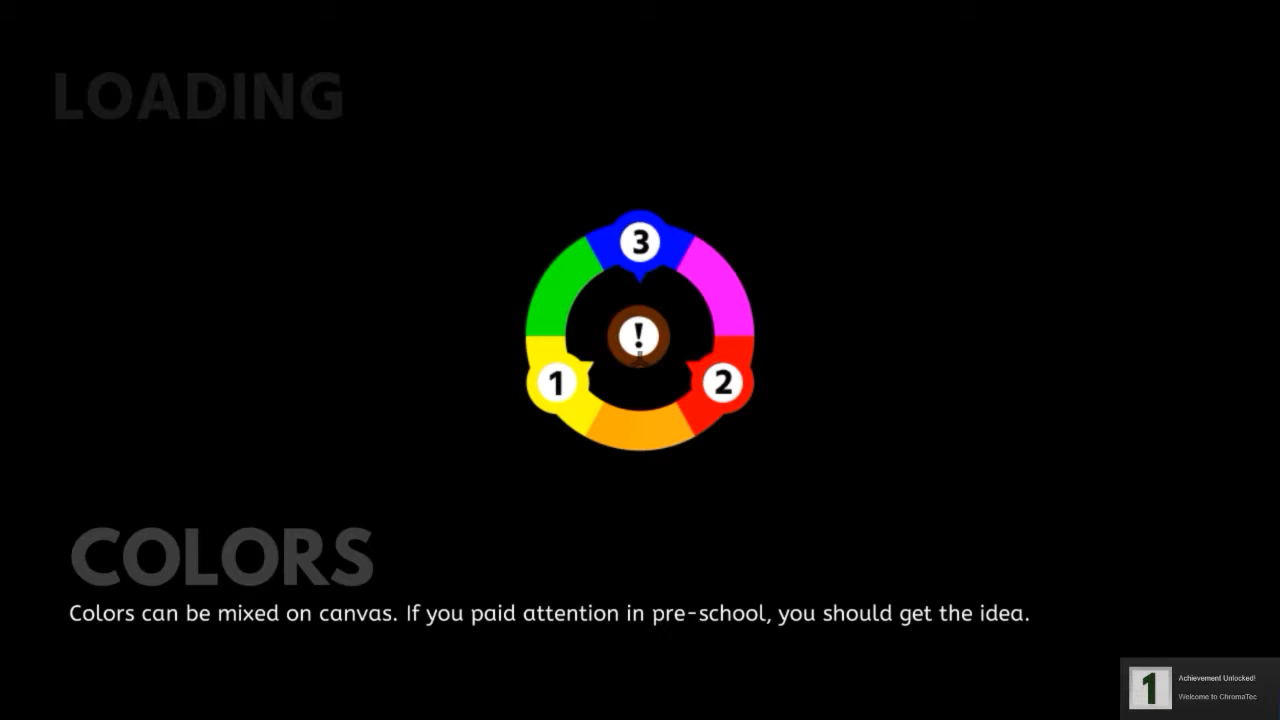 LOADING
3
!
1
2
COLORS
Colors can be mixed on canvas. If you paid attention in pre-school, you should get the idea.
1
Achievement Unlocked!
Welcome to ChromaTec